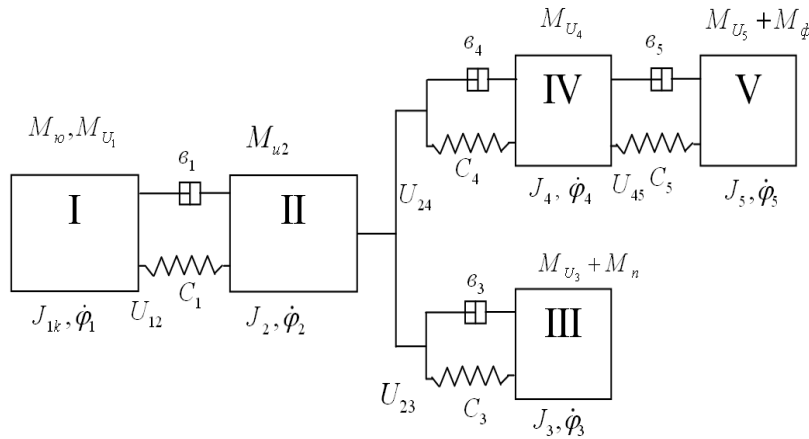 M_{U_4}
M_{U_5} + M_ф
в_4
в_5
IV
V
M_ю, M_{U_1}
M_{u2}
в_1
C_4
I
II
U_{24}
J_4, φ̇_4
U_{45}
C_5
J_5, φ̇_5
M_{U_3} + M_п
C_1
в_3
J_{1k}, φ̇_1
U_{12}
J_2, φ̇_2
III
U_{23}
C_3
J_3, φ̇_3